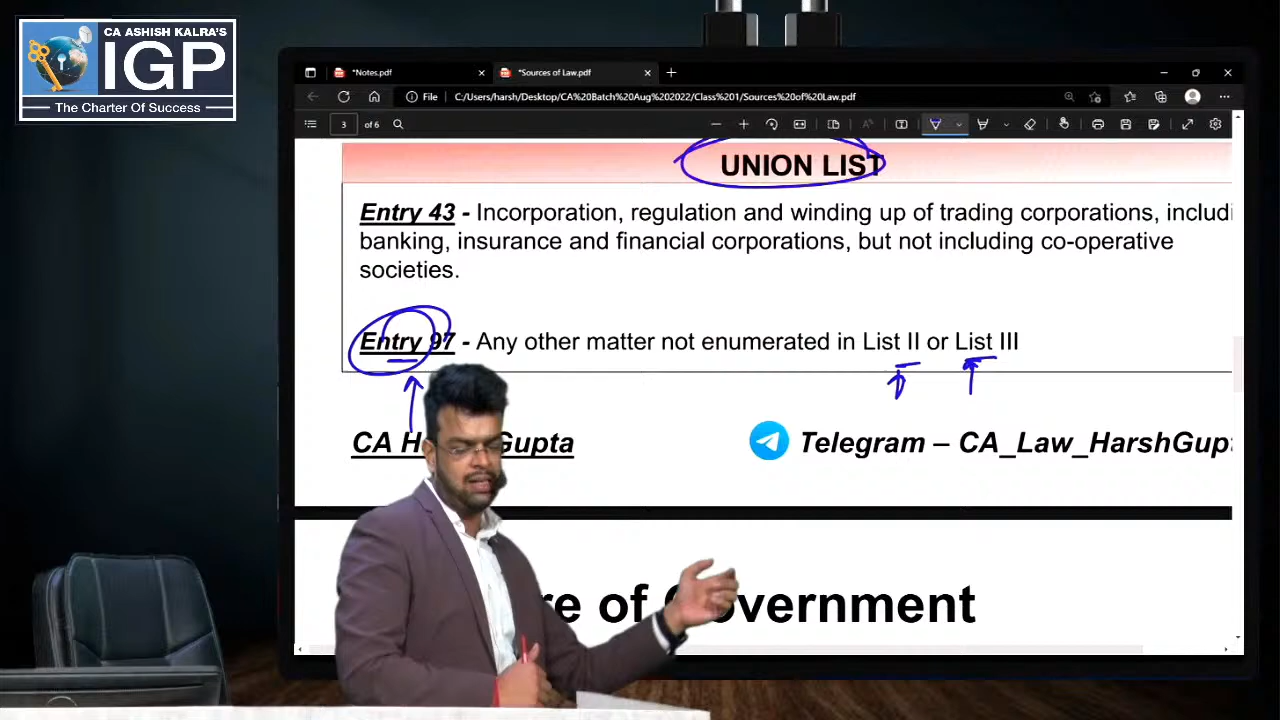 CA ASHISH KALRA'S
IGP
The Charter Of Success
*Notes.pdf
*Sources of Law.pdf
File
C:/Users/harsh/Desktop/CA%20Batch%20Aug%202022/Class%201/Sources%20of%20Law.pdf
3 of 6
UNION LIST
Entry 43 - Incorporation, regulation and winding up of trading corporations, includi
banking, insurance and financial corporations, but not including co-operative
societies.
Entry 97 - Any other matter not enumerated in List II or List III
CA H Gupta
Telegram – CA_Law_HarshGupt
re of Government